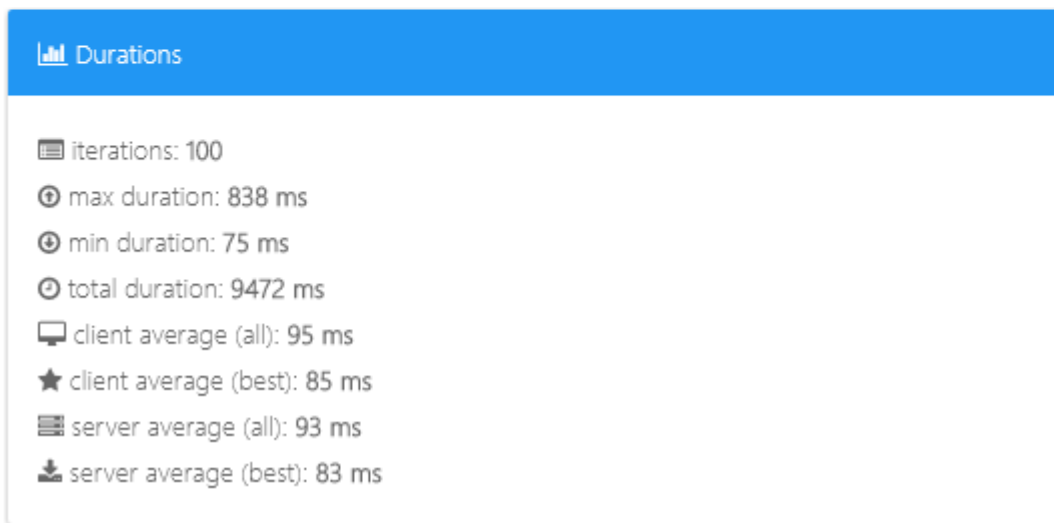 Durations
iterations: 100
max duration: 838 ms
min duration: 75 ms
total duration: 9472 ms
client average (all): 95 ms
client average (best): 85 ms
server average (all): 93 ms
server average (best): 83 ms